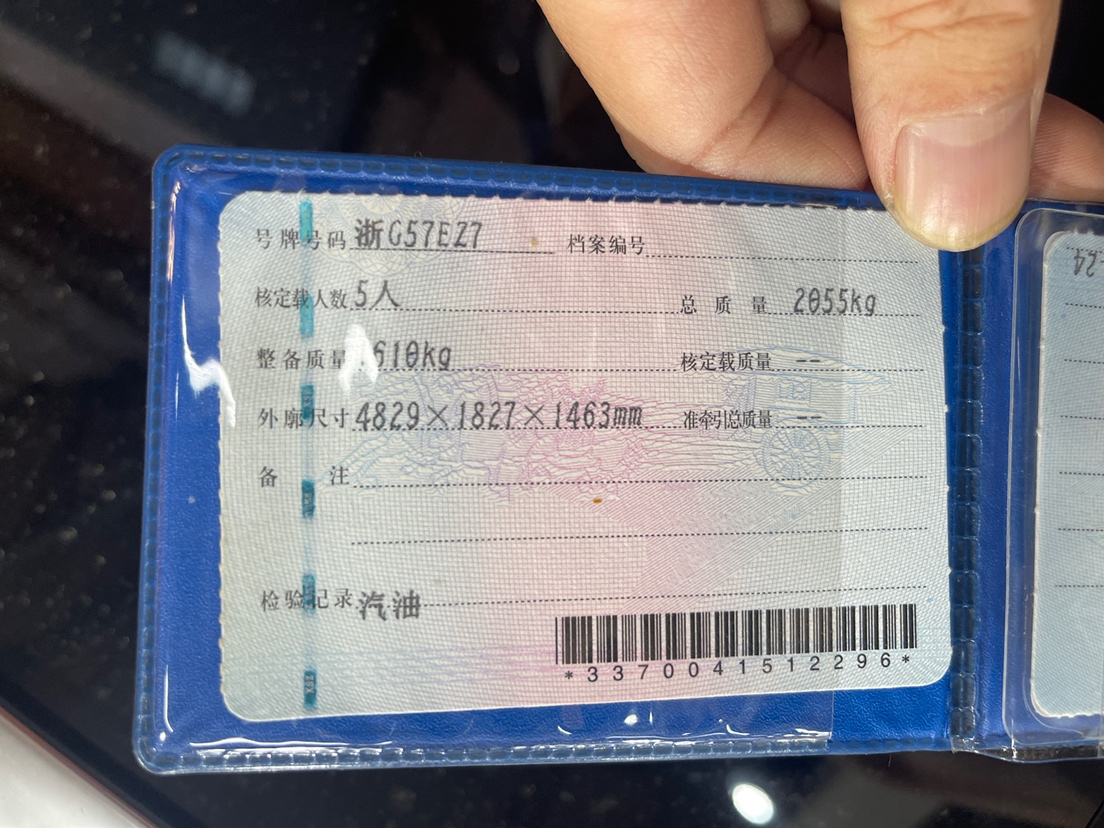 号牌号码 浙G57EZ7 档案编号
核定载人数 5人 总质量 2055kg
整备质量 610kg 核定载质量 --
外廓尺寸 4829×1827×1463mm 准牵引总质量 --
备注
检验记录 汽油
*3370041512296*